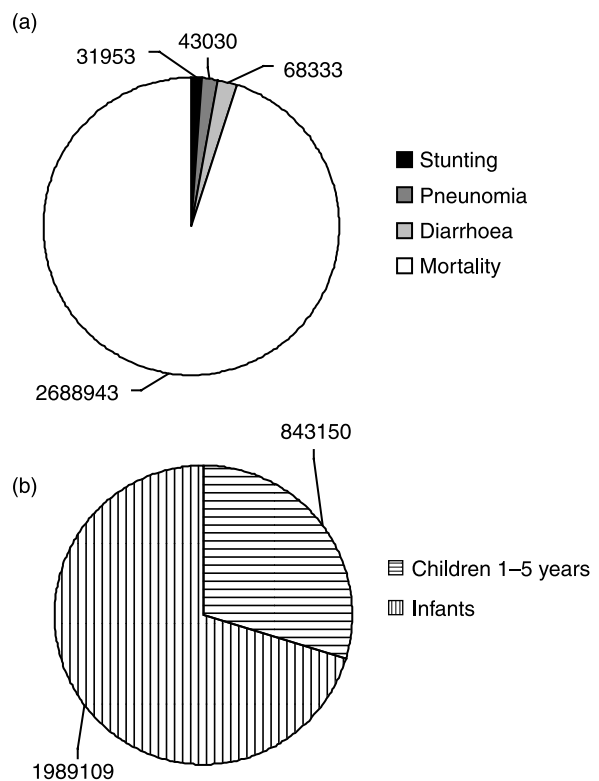 (a)
31953
43030
68333
Stunting
Pneunomia
Diarrhoea
Mortality
2688943
(b)
843150
Children 1–5 years
Infants
1989109